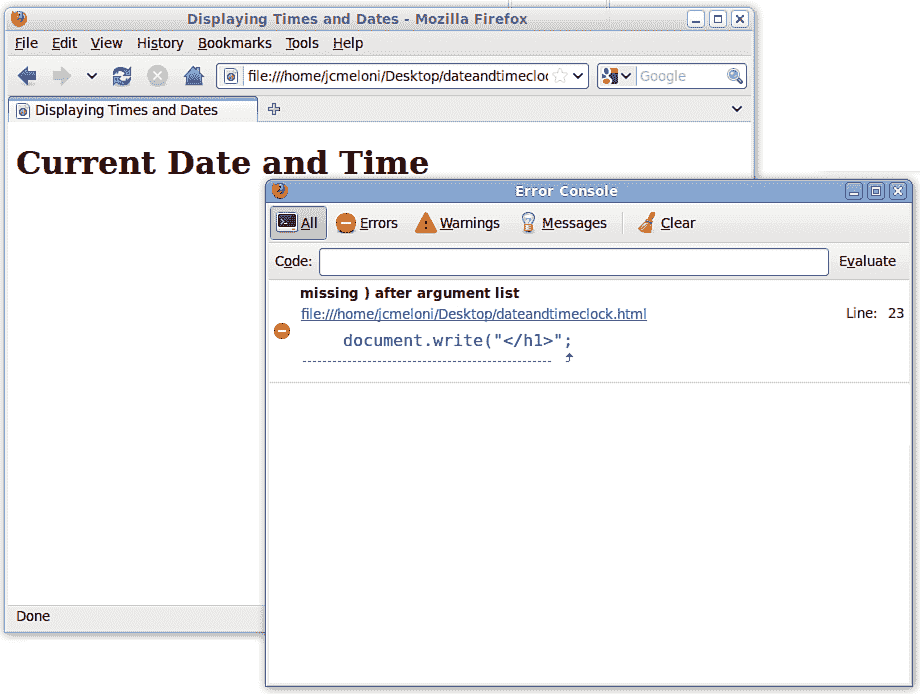 Displaying Times and Dates - Mozilla Firefox
File Edit View History Bookmarks Tools Help
file:///home/jcmeloni/Desktop/dateandtimeclo Google
Displaying Times and Dates
Current Date and Time
Error Console
All Errors Warnings Messages Clear
Code: Evaluate
missing ) after argument list
file:///home/jcmeloni/Desktop/dateandtimeclock.html Line: 23
document.write("</h1>";
Done